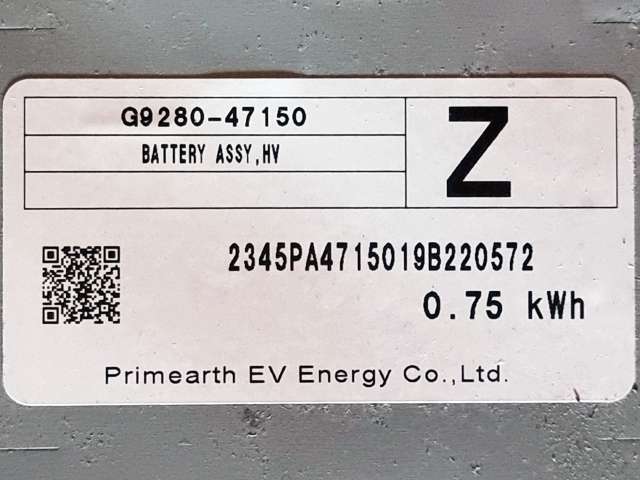 G9280-47150
Z
BATTERY ASSY,HV
2345PA4715019B220572
0.75 kWh
Primearth EV Energy Co.,Ltd.